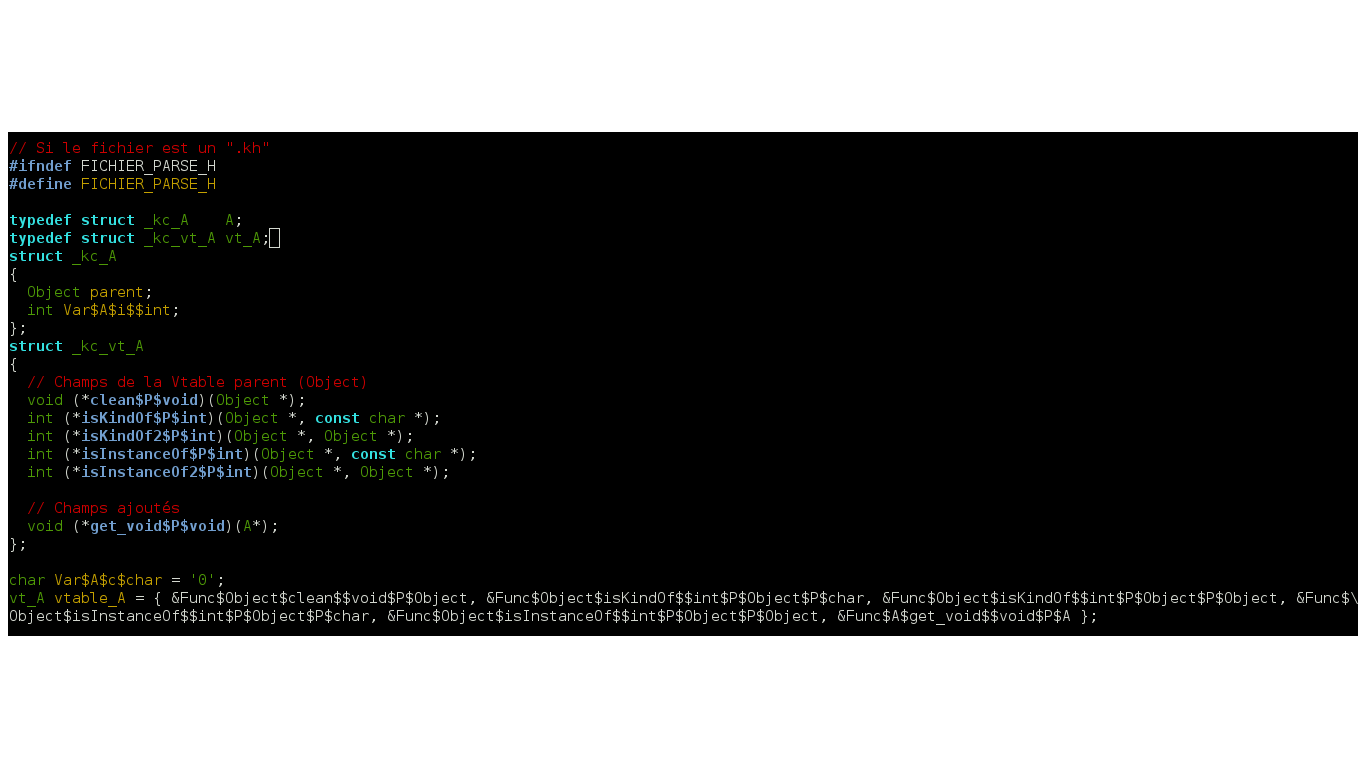 // Si le fichier est un ".kh"
#ifndef FICHIER_PARSE_H
#define FICHIER_PARSE_H
typedef struct _kc_A    A;
typedef struct _kc_vt_A vt_A;
struct _kc_A
{
  Object parent;
  int Var$A$i$$int;
};
struct _kc_vt_A
{
  // Champs de la Vtable parent (Object)
  void (*clean$P$void)(Object *);
  int (*isKindOf$P$int)(Object *, const char *);
  int (*isKindOf2$P$int)(Object *, Object *);
  int (*isInstanceOf$P$int)(Object *, const char *);
  int (*isInstanceOf2$P$int)(Object *, Object *);
  // Champs ajoutés
  void (*get_void$P$void)(A*);
};
char Var$A$c$char = '0';
vt_A vtable_A = { &Func$Object$clean$$void$P$Object, &Func$Object$isKindOf$$int$P$Object$P$char, &Func$Object$isKindOf$$int$P$Object$P$Object, &Func$\
Object$isInstanceOf$$int$P$Object$P$char, &Func$Object$isInstanceOf$$int$P$Object$P$Object, &Func$A$get_void$$void$P$A };